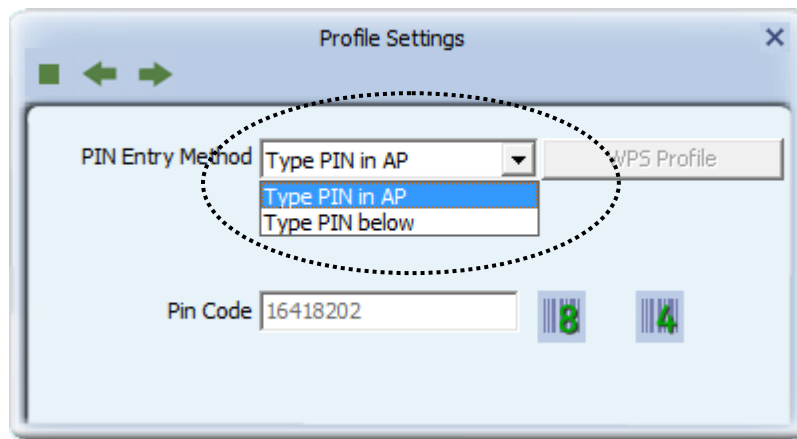 Profile Settings
PIN Entry Method Type PIN in AP WPS Profile
Type PIN in AP
Type PIN below
Pin Code 16418202 8 4